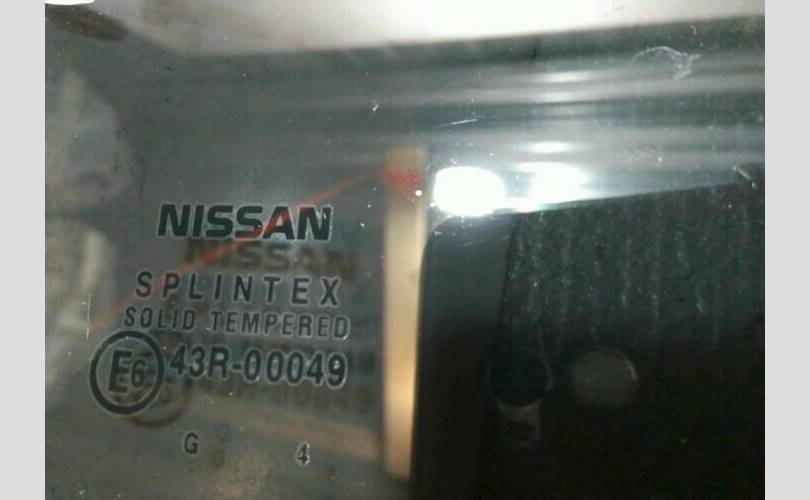 NISSAN
SPLINTEX
SOLID TEMPERED
E6 43R-00049
G 4